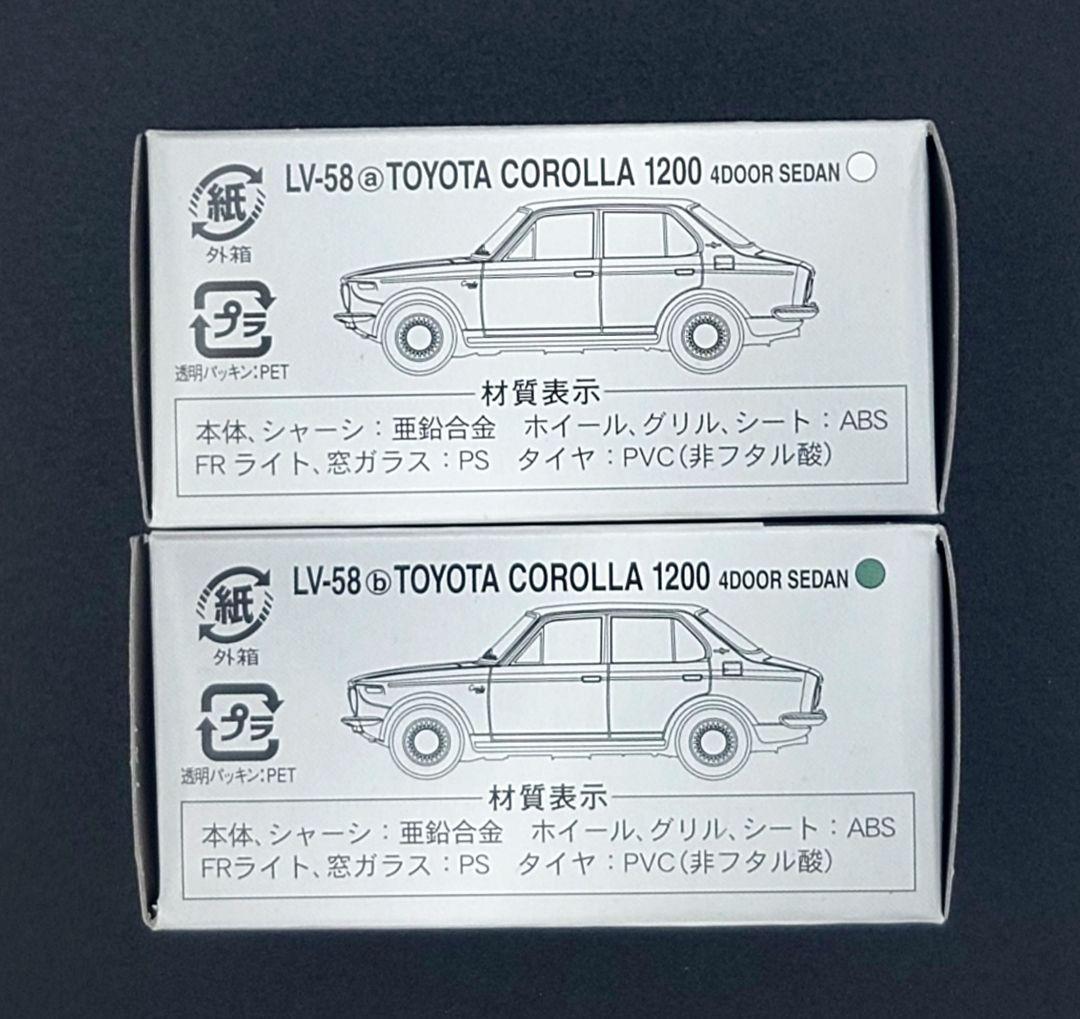 LV-58 ⓐ TOYOTA COROLLA 1200 4DOOR SEDAN
紙
外箱
プラ
透明パッキン:PET
材質表示
本体、シャーシ：亜鉛合金 ホイール、グリル、シート：ABS
FRライト、窓ガラス：PS タイヤ：PVC(非フタル酸)
LV-58 ⓑ TOYOTA COROLLA 1200 4DOOR SEDAN
紙
外箱
プラ
透明パッキン:PET
材質表示
本体、シャーシ：亜鉛合金 ホイール、グリル、シート：ABS
FRライト、窓ガラス：PS タイヤ：PVC(非フタル酸)